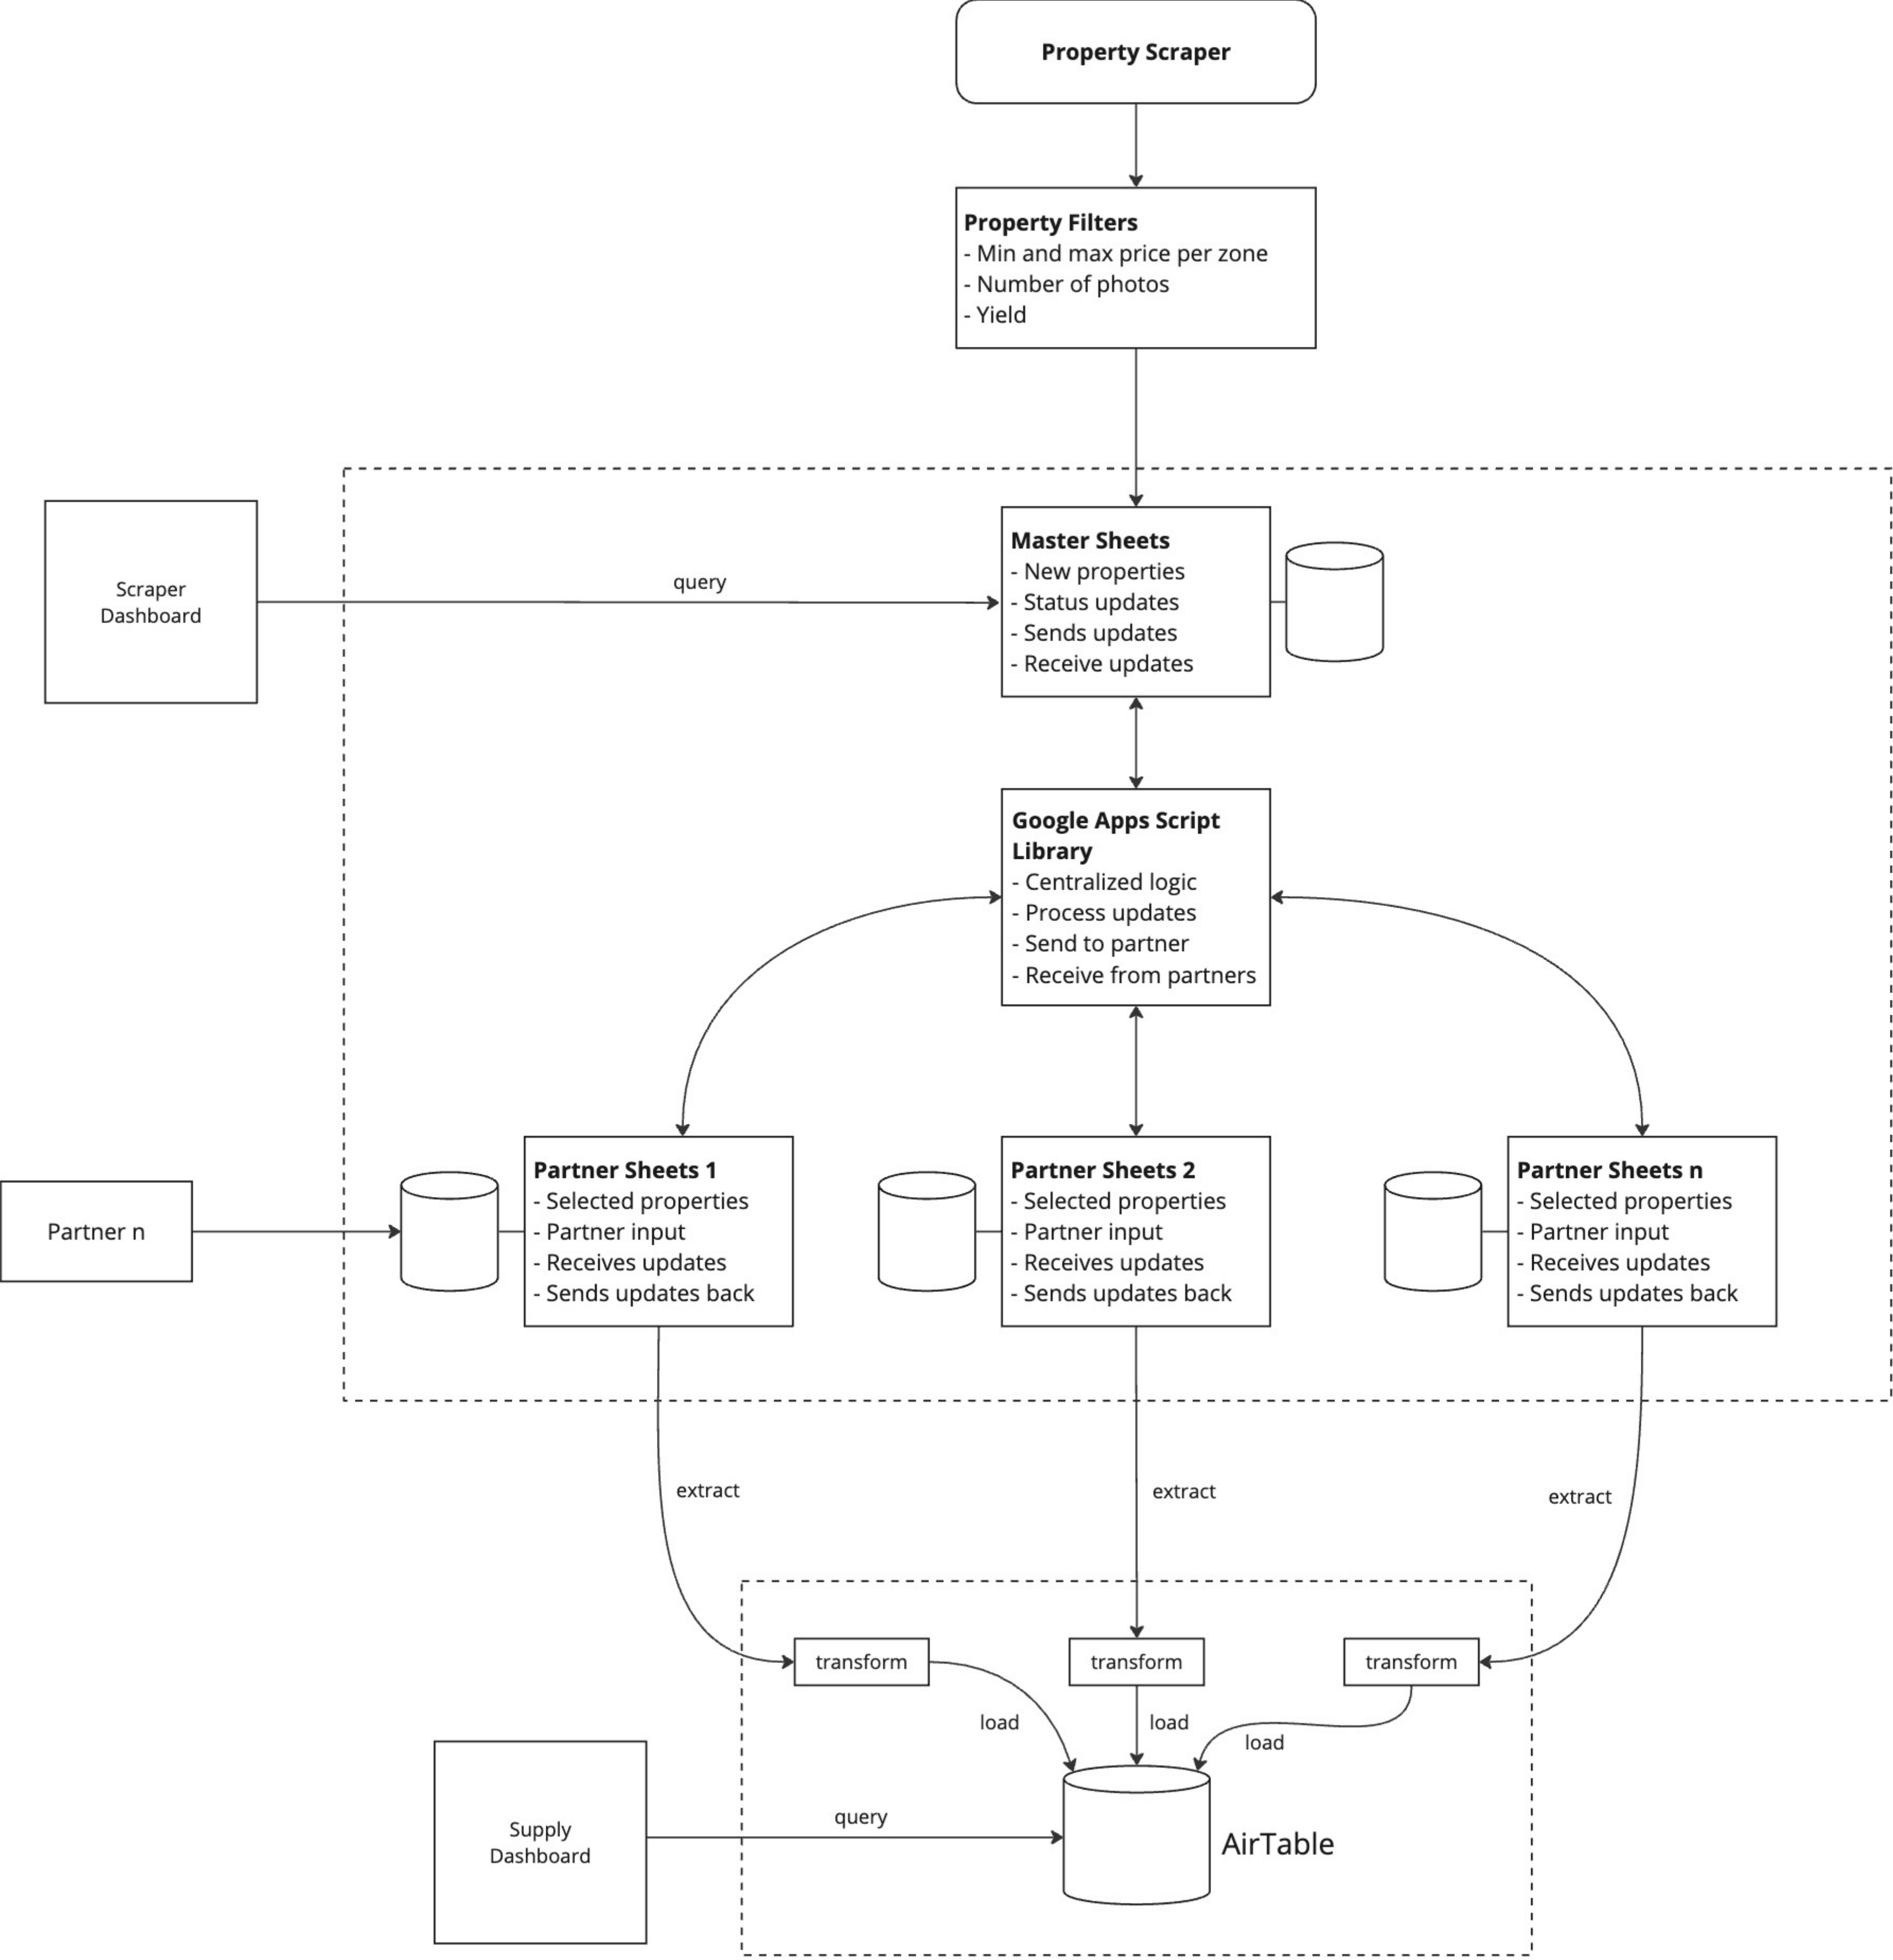 Property Scraper
Property Filters
- Min and max price per zone
- Number of photos
- Yield
Scraper
Dashboard
query
Master Sheets
- New properties
- Status updates
- Sends updates
- Receive updates
Google Apps Script
Library
- Centralized logic
- Process updates
- Send to partner
- Receive from partners
Partner n
Partner Sheets 1
- Selected properties
- Partner input
- Receives updates
- Sends updates back
Partner Sheets 2
- Selected properties
- Partner input
- Receives updates
- Sends updates back
Partner Sheets n
- Selected properties
- Partner input
- Receives updates
- Sends updates back
extract
extract
extract
transform
transform
transform
load
load
load
Supply
Dashboard
query
AirTable